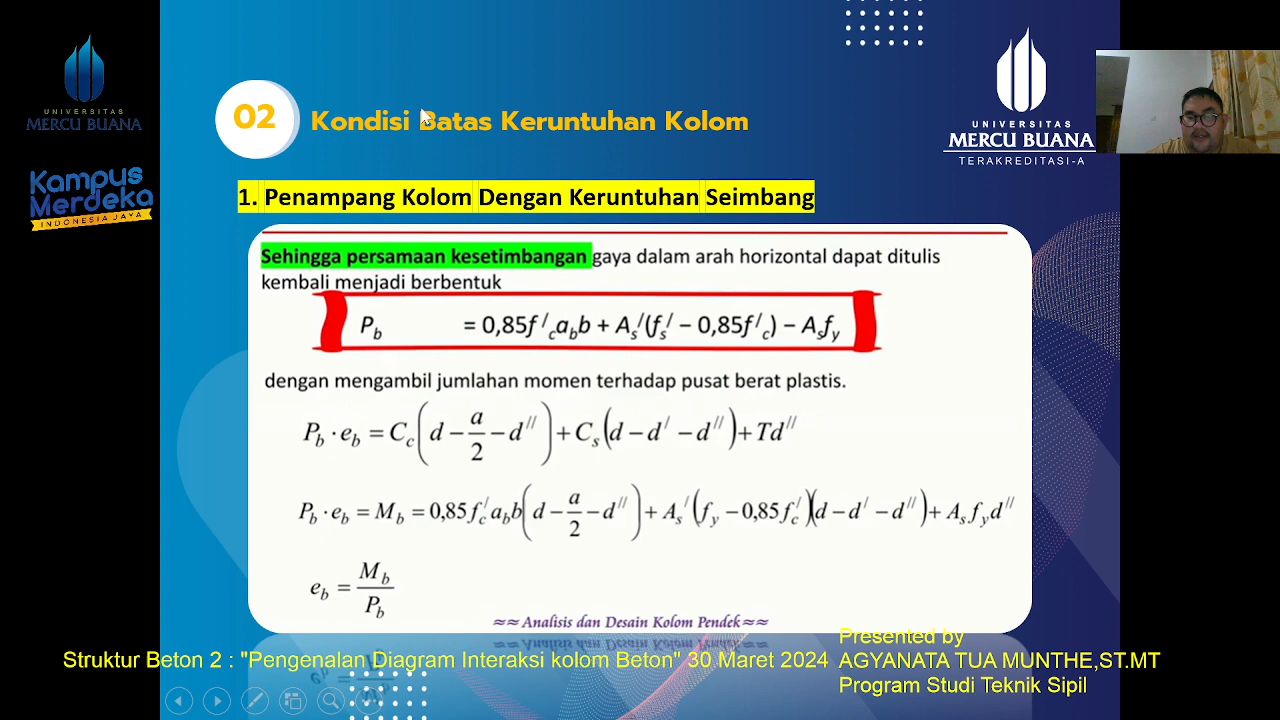 UNIVERSITAS
MERCU BUANA
Kampus
Merdeka
INDONESIA JAYA
02
Kondisi Batas Keruntuhan Kolom
UNIVERSITAS
MERCU BUANA
TERAKREDITASI-A
1. Penampang Kolom Dengan Keruntuhan Seimbang
Sehingga persamaan kesetimbangan gaya dalam arah horizontal dapat ditulis
kembali menjadi berbentuk
P_b = 0,85f^/_c a_b b + A_s^/(f_s^/ − 0,85f^/_c) − A_s f_y
dengan mengambil jumlahan momen terhadap pusat berat plastis.
P_b · e_b = C_c(d − a/2 − d^//) + C_s(d − d^/ − d^//) + Td^//
P_b · e_b = M_b = 0,85 f_c^/ a_b b(d − a/2 − d^//) + A_s^/(f_y − 0,85 f_c^/)(d − d^/ − d^//) + A_s f_y d^//
e_b = M_b/P_b
≈≈Analisis dan Desain Kolom Pendek≈≈
Struktur Beton 2 : "Pengenalan Diagram Interaksi kolom Beton" 30 Maret 2024
Presented by
AGYANATA TUA MUNTHE,ST.MT
Program Studi Teknik Sipil